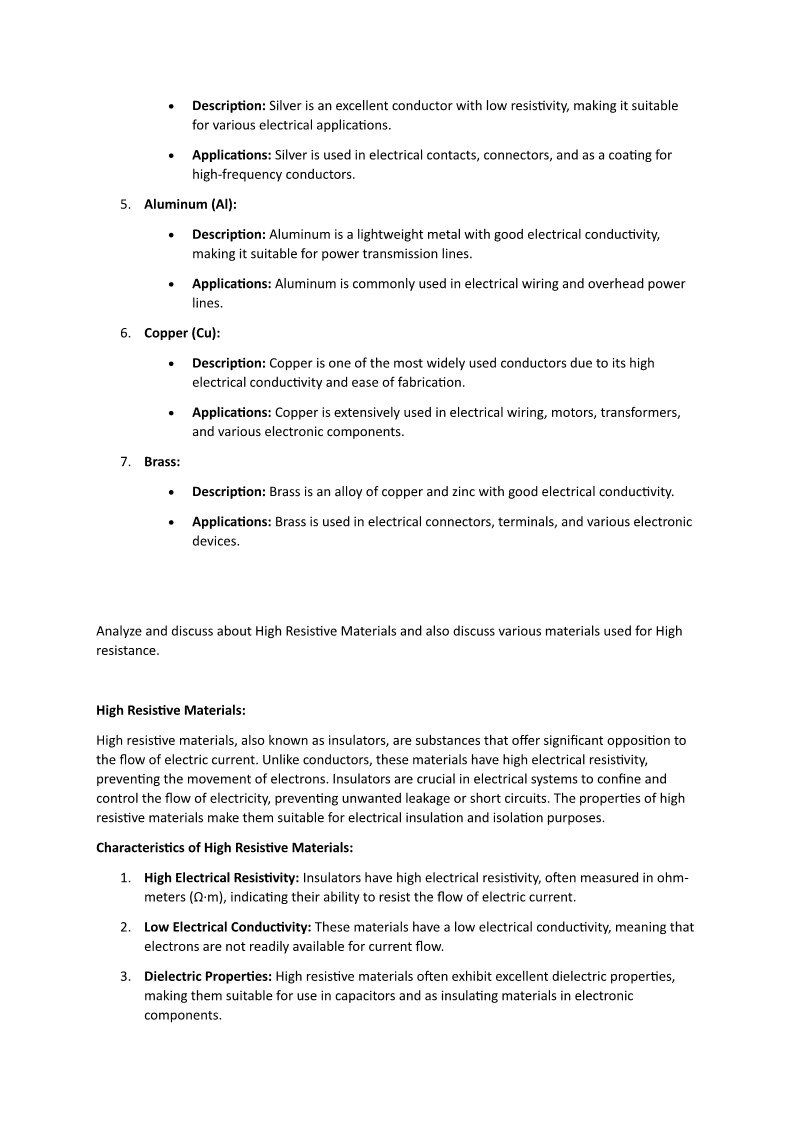 • Description: Silver is an excellent conductor with low resistivity, making it suitable
for various electrical applications.
• Applications: Silver is used in electrical contacts, connectors, and as a coating for
high-frequency conductors.
5. Aluminum (Al):
• Description: Aluminum is a lightweight metal with good electrical conductivity,
making it suitable for power transmission lines.
• Applications: Aluminum is commonly used in electrical wiring and overhead power
lines.
6. Copper (Cu):
• Description: Copper is one of the most widely used conductors due to its high
electrical conductivity and ease of fabrication.
• Applications: Copper is extensively used in electrical wiring, motors, transformers,
and various electronic components.
7. Brass:
• Description: Brass is an alloy of copper and zinc with good electrical conductivity.
• Applications: Brass is used in electrical connectors, terminals, and various electronic
devices.
Analyze and discuss about High Resistive Materials and also discuss various materials used for High
resistance.
High Resistive Materials:
High resistive materials, also known as insulators, are substances that offer significant opposition to
the flow of electric current. Unlike conductors, these materials have high electrical resistivity,
preventing the movement of electrons. Insulators are crucial in electrical systems to confine and
control the flow of electricity, preventing unwanted leakage or short circuits. The properties of high
resistive materials make them suitable for electrical insulation and isolation purposes.
Characteristics of High Resistive Materials:
1. High Electrical Resistivity: Insulators have high electrical resistivity, often measured in ohm-
meters (Ω·m), indicating their ability to resist the flow of electric current.
2. Low Electrical Conductivity: These materials have a low electrical conductivity, meaning that
electrons are not readily available for current flow.
3. Dielectric Properties: High resistive materials often exhibit excellent dielectric properties,
making them suitable for use in capacitors and as insulating materials in electronic
components.